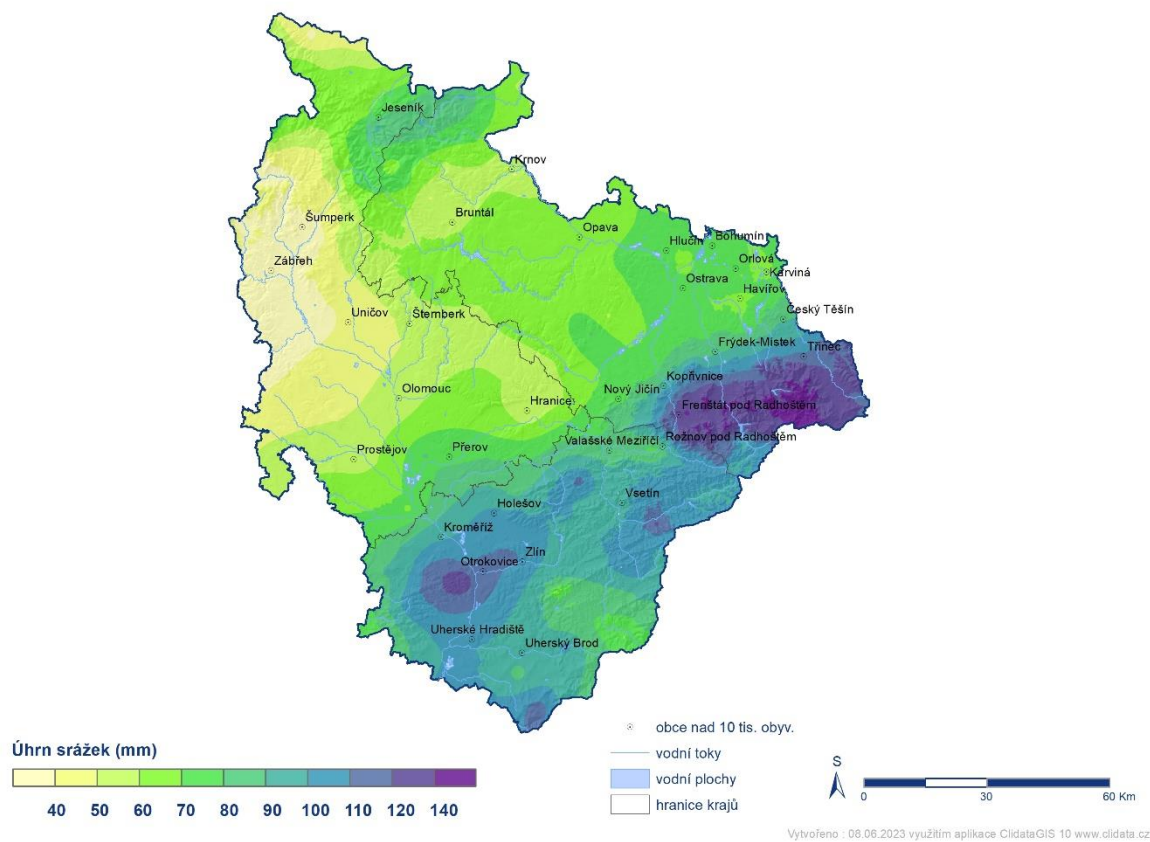 Jeseník
Krnov
Šumperk
Bruntál
Opava
Hlučín
Bohumín
Zábřeh
Orlová
Karviná
Ostrava
Havířov
Uničov
Šternberk
Český Těšín
Frýdek-Místek
Třinec
Olomouc
Nový Jičín
Kopřivnice
Hranice
Frenštát pod Radhoštěm
Prostějov
Přerov
Valašské Meziříčí
Rožnov pod Radhoštěm
Holešov
Vsetín
Kroměříž
Otrokovice
Zlín
Uherské Hradiště
Uherský Brod
Úhrn srážek (mm)
40 50 60 70 80 90 100 110 120 140
obce nad 10 tis. obyv.
vodní toky
vodní plochy
hranice krajů
S
0 30 60 Km
Vytvořeno : 08.06.2023 využitím aplikace ClidataGIS 10 www.clidata.cz